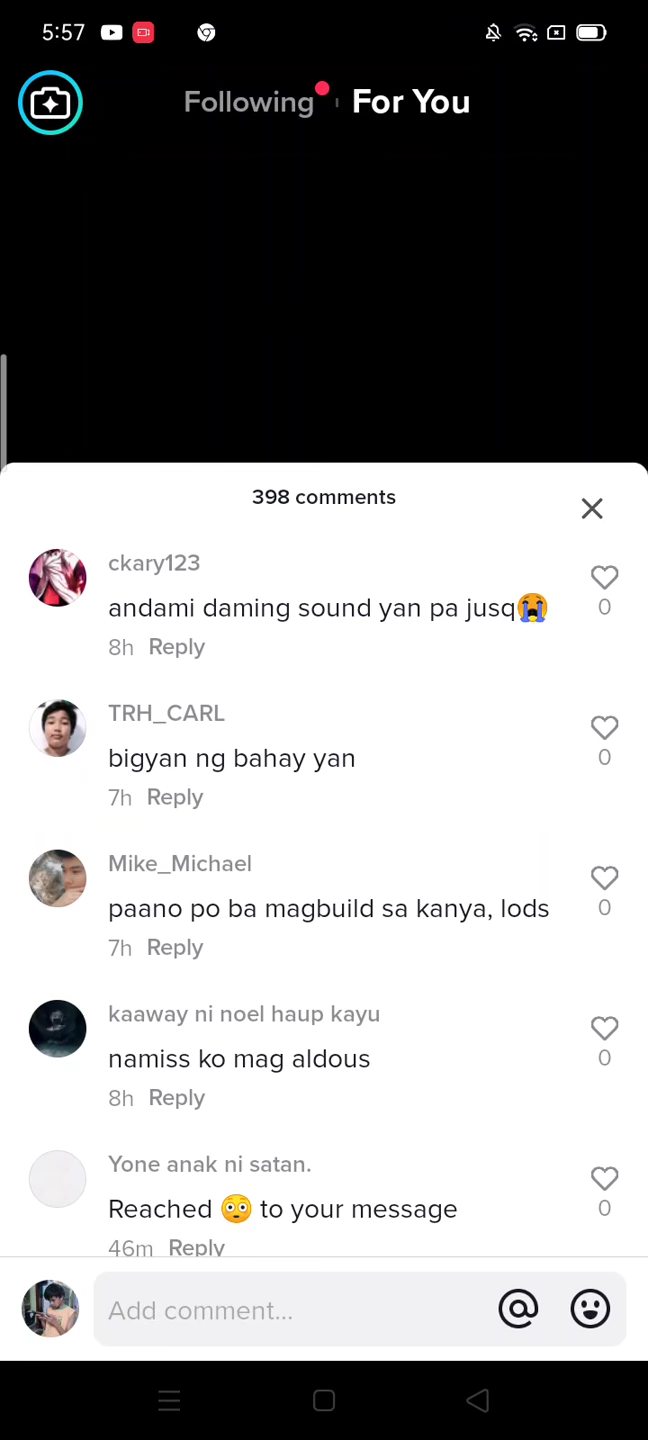 5:57
Following
For You
398 comments
ckary123
andami daming sound yan pa jusq😭
8h Reply
0
TRH_CARL
bigyan ng bahay yan
7h Reply
0
Mike_Michael
paano po ba magbuild sa kanya, lods
7h Reply
0
kaaway ni noel haup kayu
namiss ko mag aldous
8h Reply
0
Yone anak ni satan.
Reached 😳 to your message
46m Reply
0
Add comment...